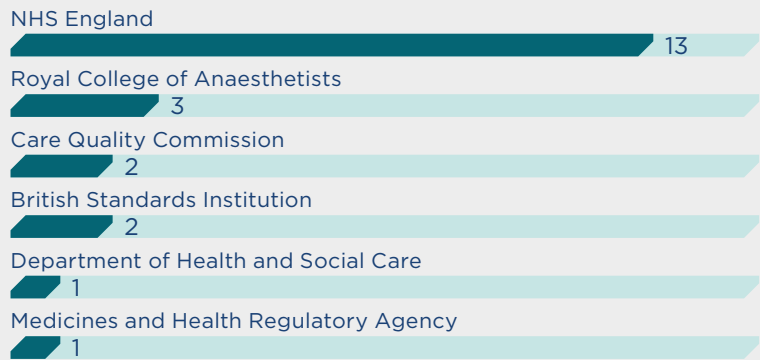 NHS England
13
Royal College of Anaesthetists
3
Care Quality Commission
2
British Standards Institution
2
Department of Health and Social Care
1
Medicines and Health Regulatory Agency
1